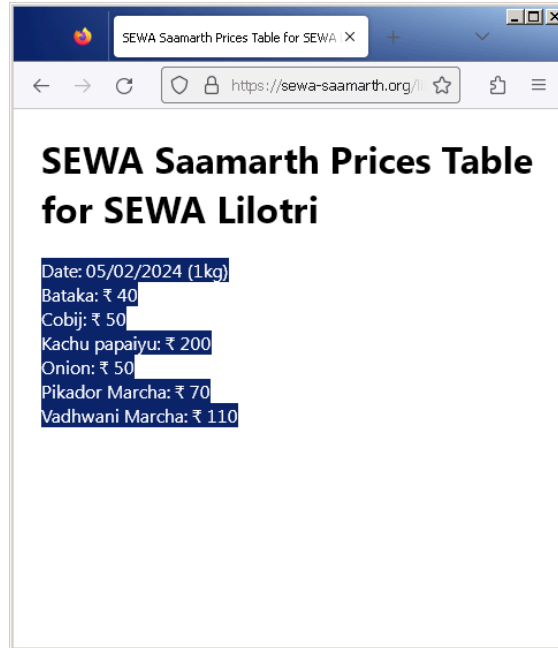 SEWA Saamarth Prices Table for SEWA
https://sewa-saamarth.org/
SEWA Saamarth Prices Table
for SEWA Lilotri
Date: 05/02/2024 (1kg)
Bataka: ₹ 40
Cobij: ₹ 50
Kachu papaiyu: ₹ 200
Onion: ₹ 50
Pikador Marcha: ₹ 70
Vadhwani Marcha: ₹ 110